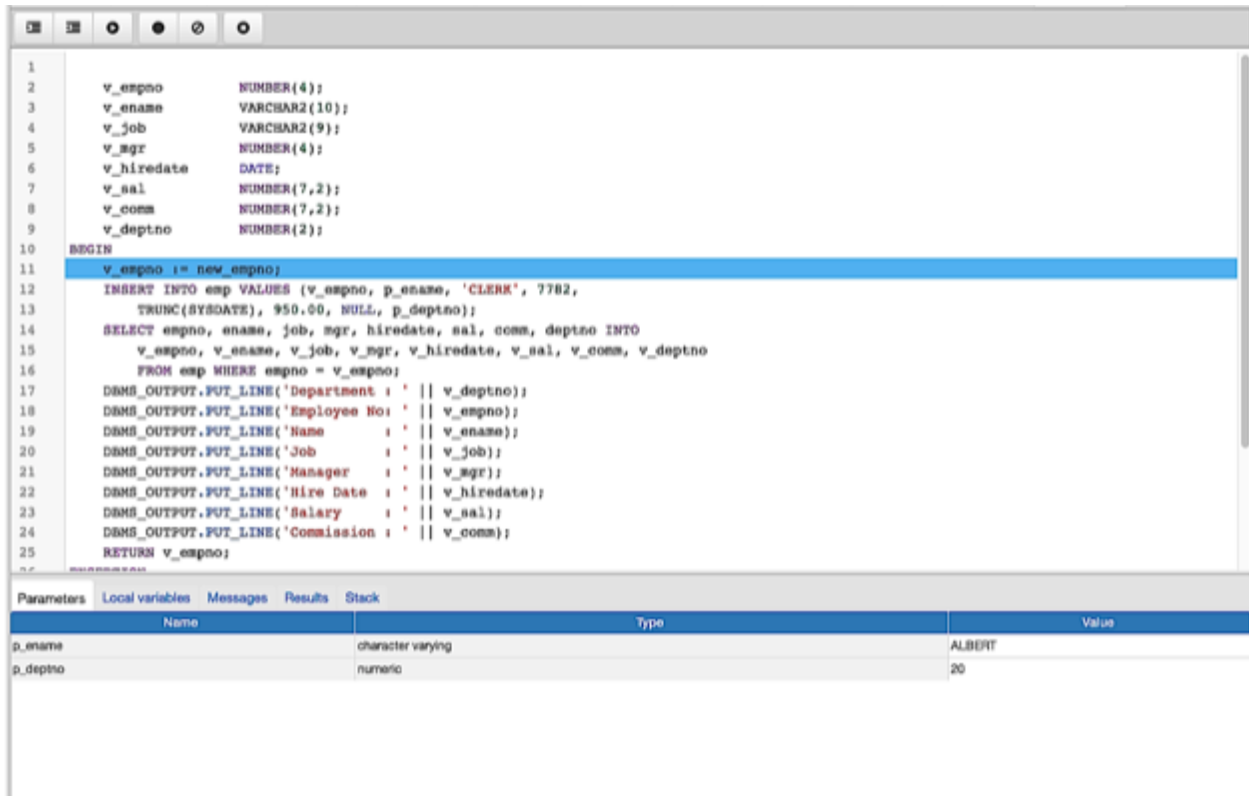 1
2 v_empno NUMBER(4);
3 v_ename VARCHAR2(10);
4 v_job VARCHAR2(9);
5 v_mgr NUMBER(4);
6 v_hiredate DATE;
7 v_sal NUMBER(7,2);
8 v_comm NUMBER(7,2);
9 v_deptno NUMBER(2);
10 BEGIN
11 v_empno := new_empno;
12 INSERT INTO emp VALUES (v_empno, p_ename, 'CLERK', 7782,
13 TRUNC(SYSDATE), 950.00, NULL, p_deptno);
14 SELECT empno, ename, job, mgr, hiredate, sal, comm, deptno INTO
15 v_empno, v_ename, v_job, v_mgr, v_hiredate, v_sal, v_comm, v_deptno
16 FROM emp WHERE empno = v_empno;
17 DBMS_OUTPUT.PUT_LINE('Department : ' || v_deptno);
18 DBMS_OUTPUT.PUT_LINE('Employee No: ' || v_empno);
19 DBMS_OUTPUT.PUT_LINE('Name : ' || v_ename);
20 DBMS_OUTPUT.PUT_LINE('Job : ' || v_job);
21 DBMS_OUTPUT.PUT_LINE('Manager : ' || v_mgr);
22 DBMS_OUTPUT.PUT_LINE('Hire Date : ' || v_hiredate);
23 DBMS_OUTPUT.PUT_LINE('Salary : ' || v_sal);
24 DBMS_OUTPUT.PUT_LINE('Commission : ' || v_comm);
25 RETURN v_empno;
Parameters Local variables Messages Results Stack
Name Type Value
p_ename character varying ALBERT
p_deptno numeric 20